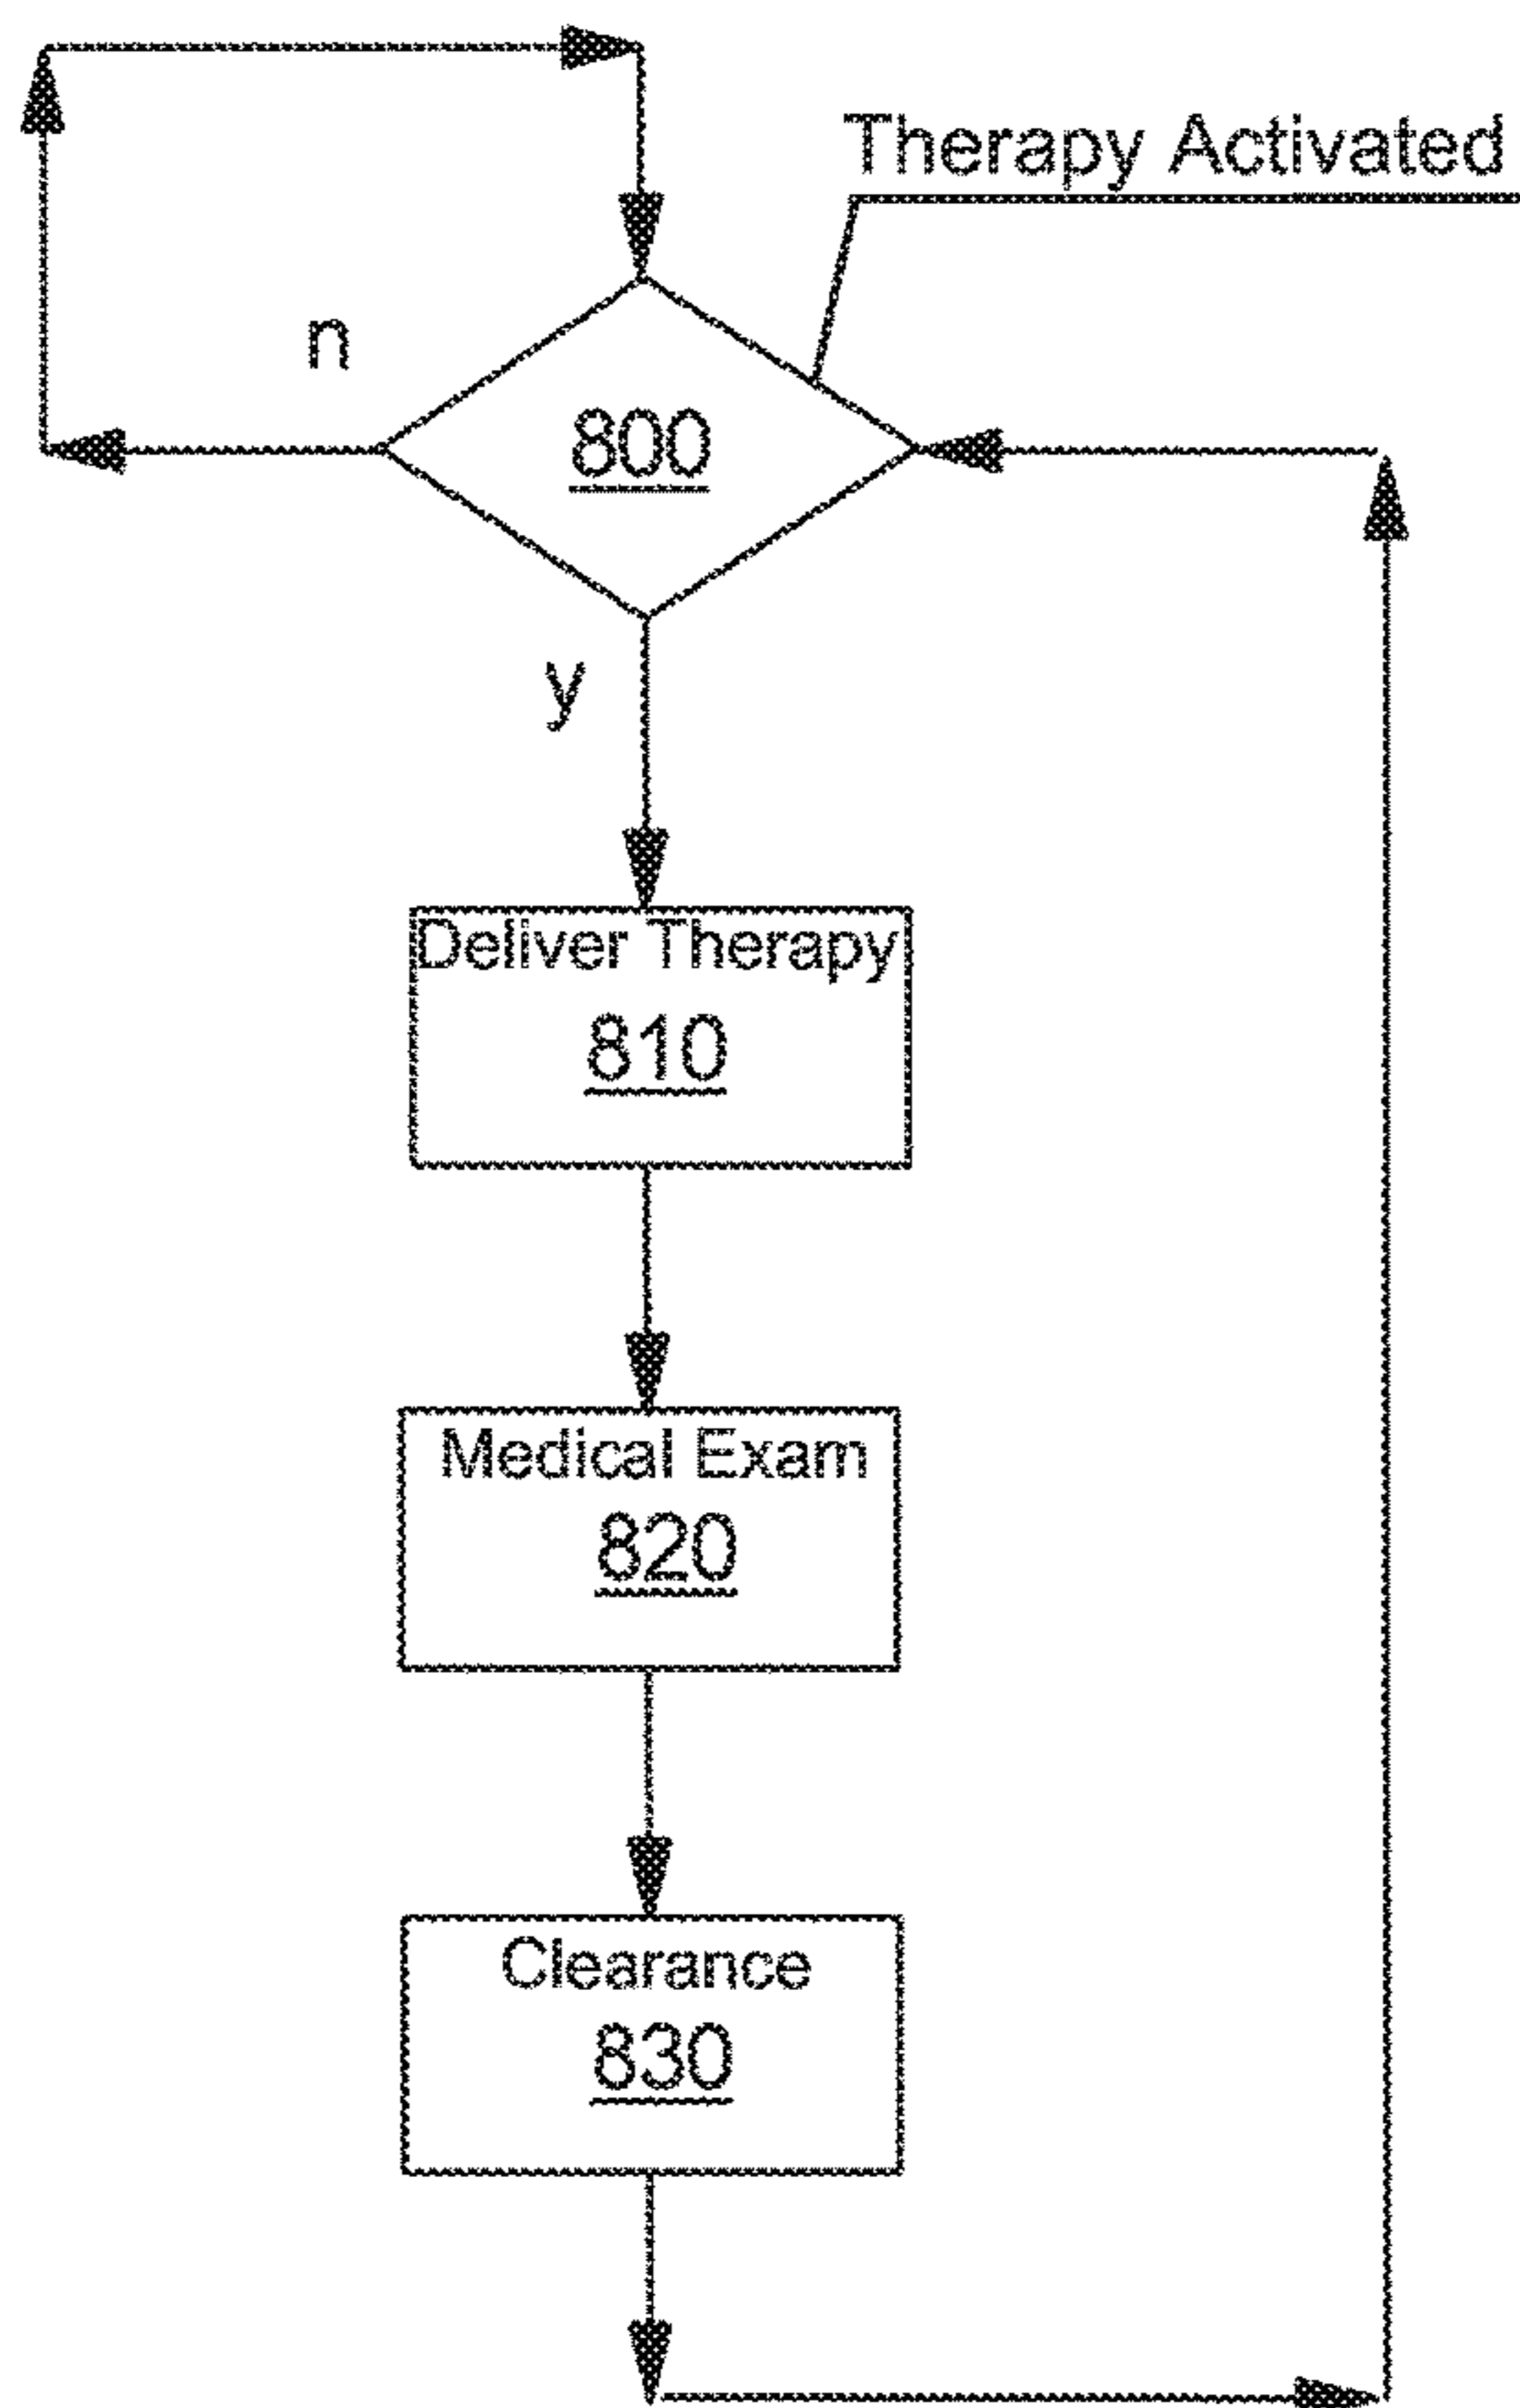 Therapy Activated
n
800
y
Deliver Therapy
810
Medical Exam
820
Clearance
830